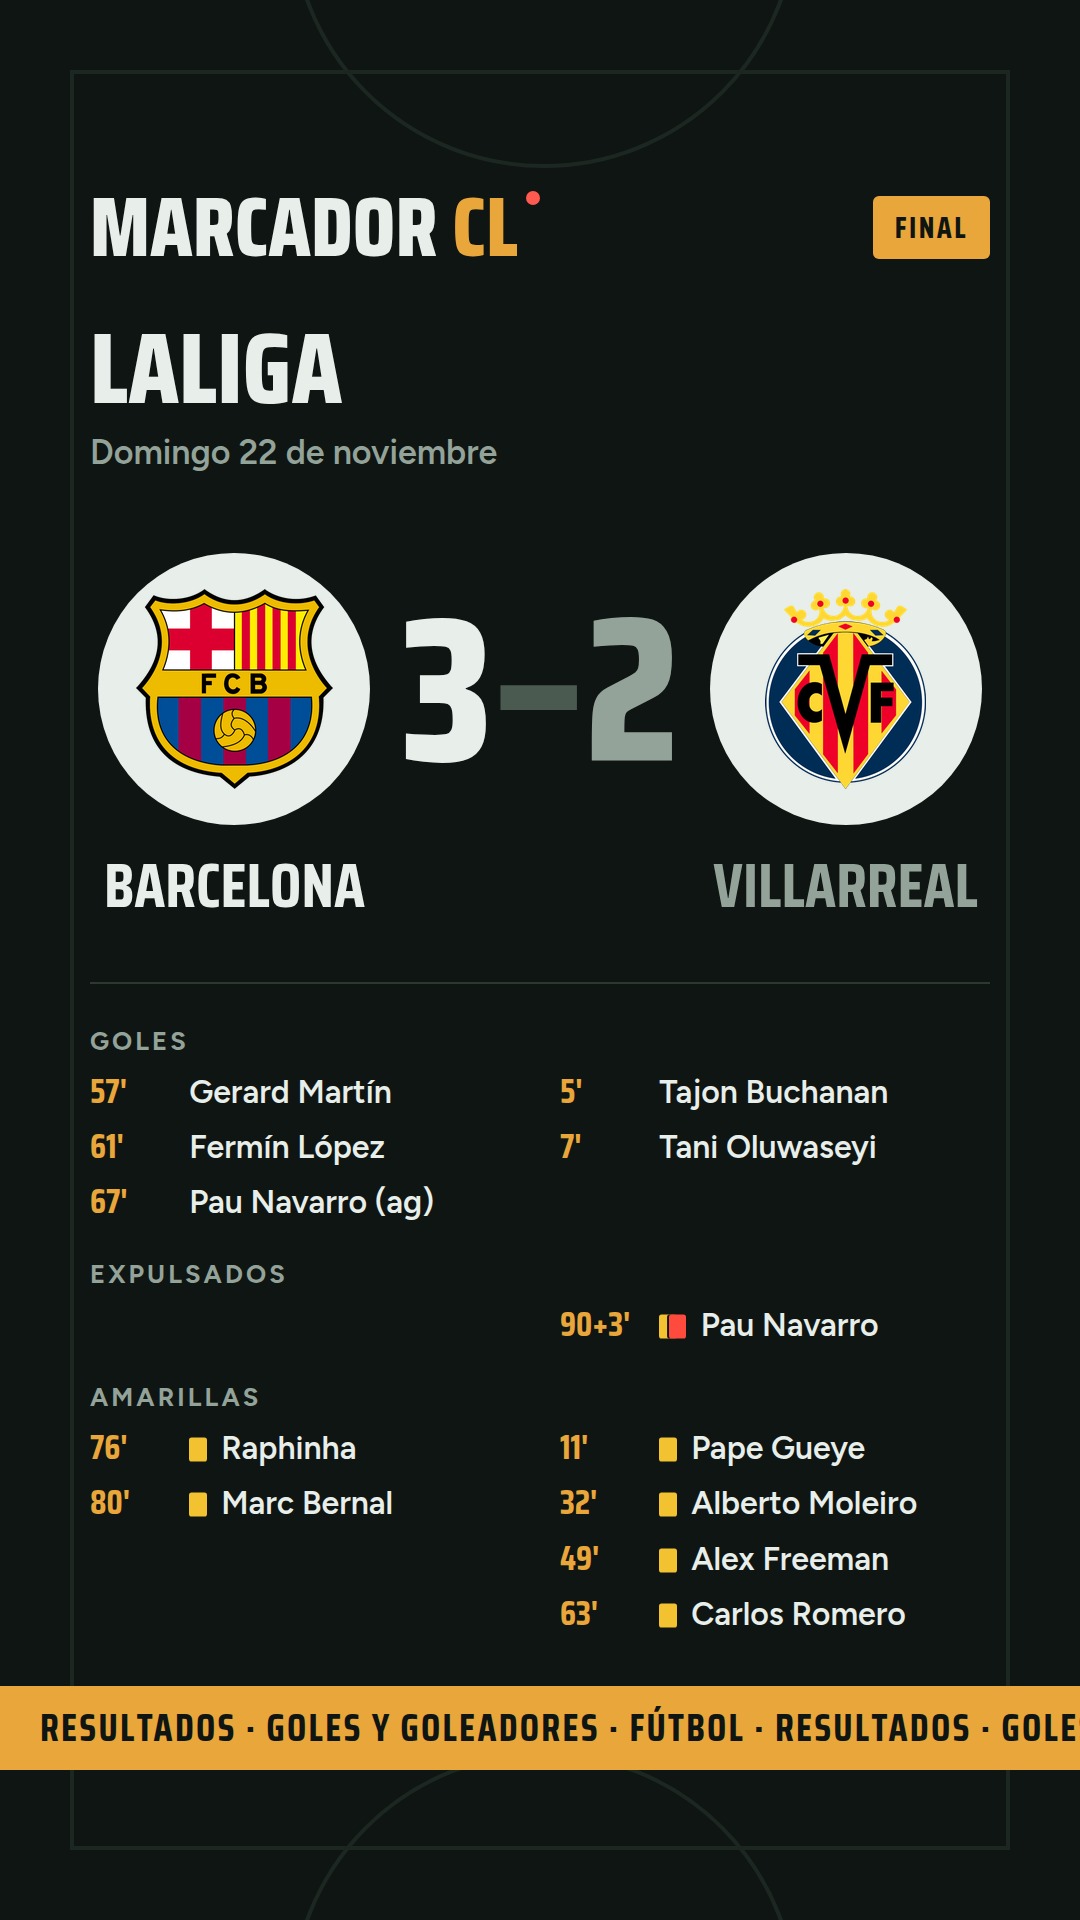 MARCADOR CL
FINAL
LALIGA
Domingo 22 de noviembre
FCB
3–2
CVF
BARCELONA
VILLARREAL
GOLES
57' Gerard Martín
5' Tajon Buchanan
61' Fermín López
7' Tani Oluwaseyi
67' Pau Navarro (ag)
EXPULSADOS
90+3' Pau Navarro
AMARILLAS
76' Raphinha
11' Pape Gueye
80' Marc Bernal
32' Alberto Moleiro
49' Alex Freeman
63' Carlos Romero
RESULTADOS · GOLES Y GOLEADORES · FÚTBOL · RESULTADOS · GOLES